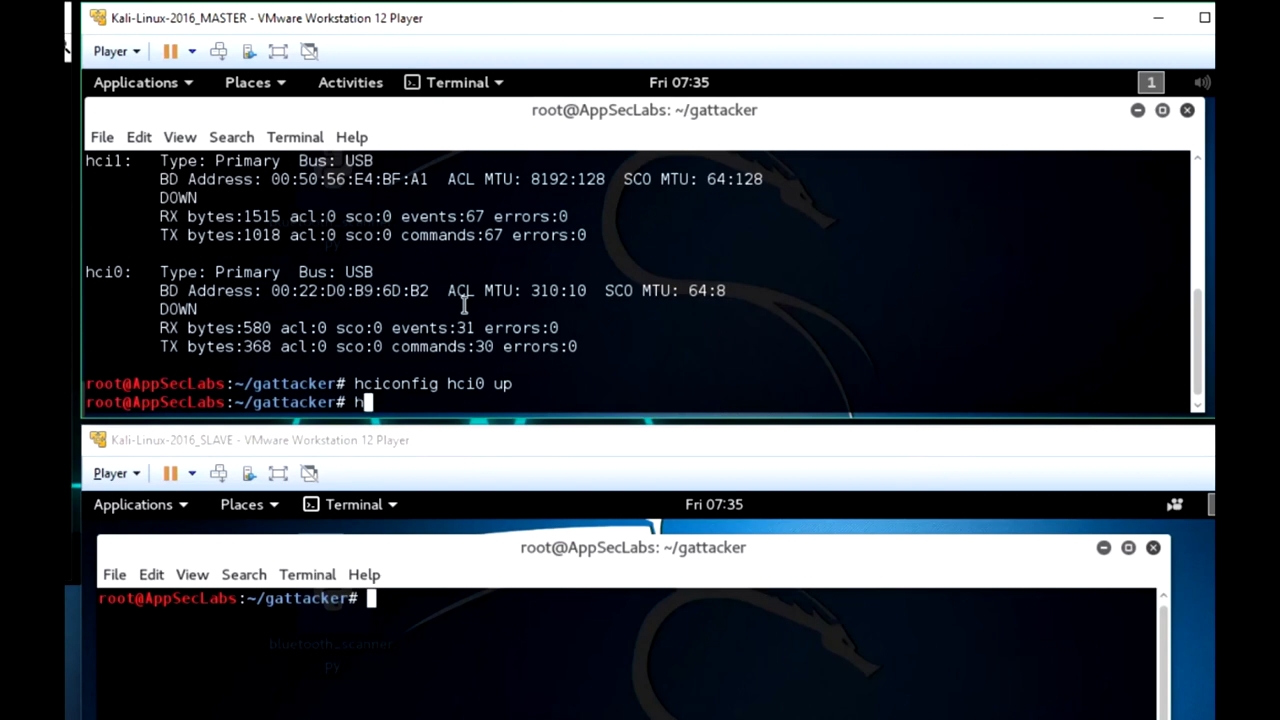 Kali-Linux-2016_MASTER - VMware Workstation 12 Player
Player
Applications Places Activities Terminal Fri 07:35 1
root@AppSecLabs: ~/gattacker
File Edit View Search Terminal Help
hci1: Type: Primary Bus: USB
BD Address: 00:50:56:E4:BF:A1 ACL MTU: 8192:128 SCO MTU: 64:128
DOWN
RX bytes:1515 acl:0 sco:0 events:67 errors:0
TX bytes:1018 acl:0 sco:0 commands:67 errors:0
hci0: Type: Primary Bus: USB
BD Address: 00:22:D0:B9:6D:B2 ACL MTU: 310:10 SCO MTU: 64:8
DOWN
RX bytes:580 acl:0 sco:0 events:31 errors:0
TX bytes:368 acl:0 sco:0 commands:30 errors:0
root@AppSecLabs:~/gattacker# hciconfig hci0 up
root@AppSecLabs:~/gattacker# h
Kali-Linux-2016_SLAVE - VMware Workstation 12 Player
Player
Applications Places Terminal Fri 07:35
root@AppSecLabs: ~/gattacker
File Edit View Search Terminal Help
root@AppSecLabs:~/gattacker#
bluetooth_scanner.
py